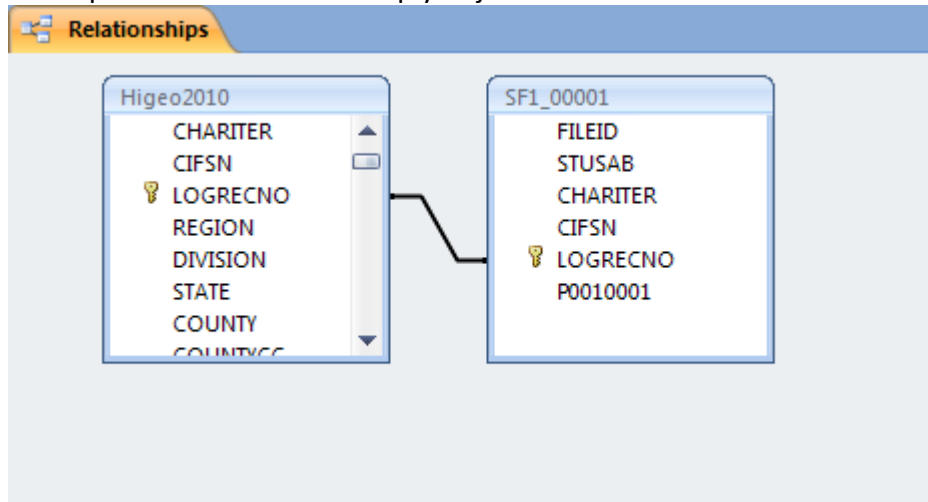 Relationships
Higeo2010
CHARITER
CIFSN
LOGRECNO
REGION
DIVISION
STATE
COUNTY
SF1_00001
FILEID
STUSAB
CHARITER
CIFSN
LOGRECNO
P0010001